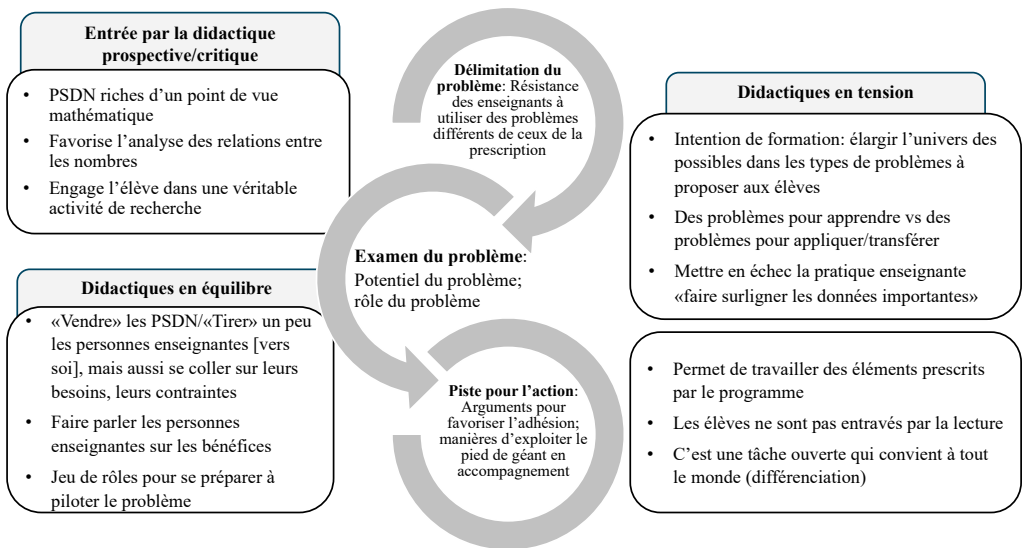 Entrée par la didactique
prospective/critique
• PSDN riches d’un point de vue
mathématique
• Favorise l’analyse des relations entre
les nombres
• Engage l’élève dans une véritable
activité de recherche
Délimitation du
problème: Résistance
des enseignants à
utiliser des problèmes
différents de ceux de la
prescription
Didactiques en tension
• Intention de formation: élargir l’univers des
possibles dans les types de problèmes à
proposer aux élèves
• Des problèmes pour apprendre vs des
problèmes pour appliquer/transférer
• Mettre en échec la pratique enseignante
«faire surligner les données importantes»
Examen du problème:
Potentiel du problème;
rôle du problème
Didactiques en équilibre
• «Vendre» les PSDN/«Tirer» un peu
les personnes enseignantes [vers
soi], mais aussi se coller sur leurs
besoins, leurs contraintes
• Faire parler les personnes
enseignantes sur les bénéfices
• Jeu de rôles pour se préparer à
piloter le problème
Piste pour l’action:
Arguments pour
favoriser l’adhésion;
manières d’exploiter le
pied de géant en
accompagnement
• Permet de travailler des éléments prescrits
par le programme
• Les élèves ne sont pas entravés par la lecture
• C’est une tâche ouverte qui convient à tout
le monde (différenciation)